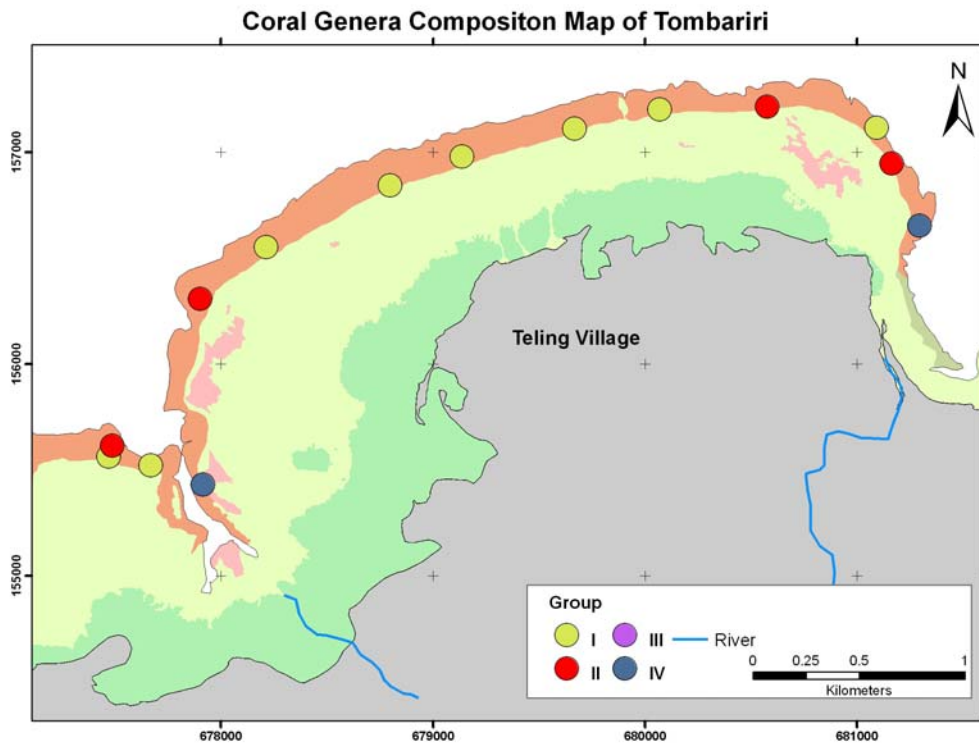 Coral Genera Compositon Map of Tombariri
N
157000
156000
155000
Teling Village
Group
I
III
River
II
IV
0 0.25 0.5 1
Kilometers
678000 679000 680000 681000